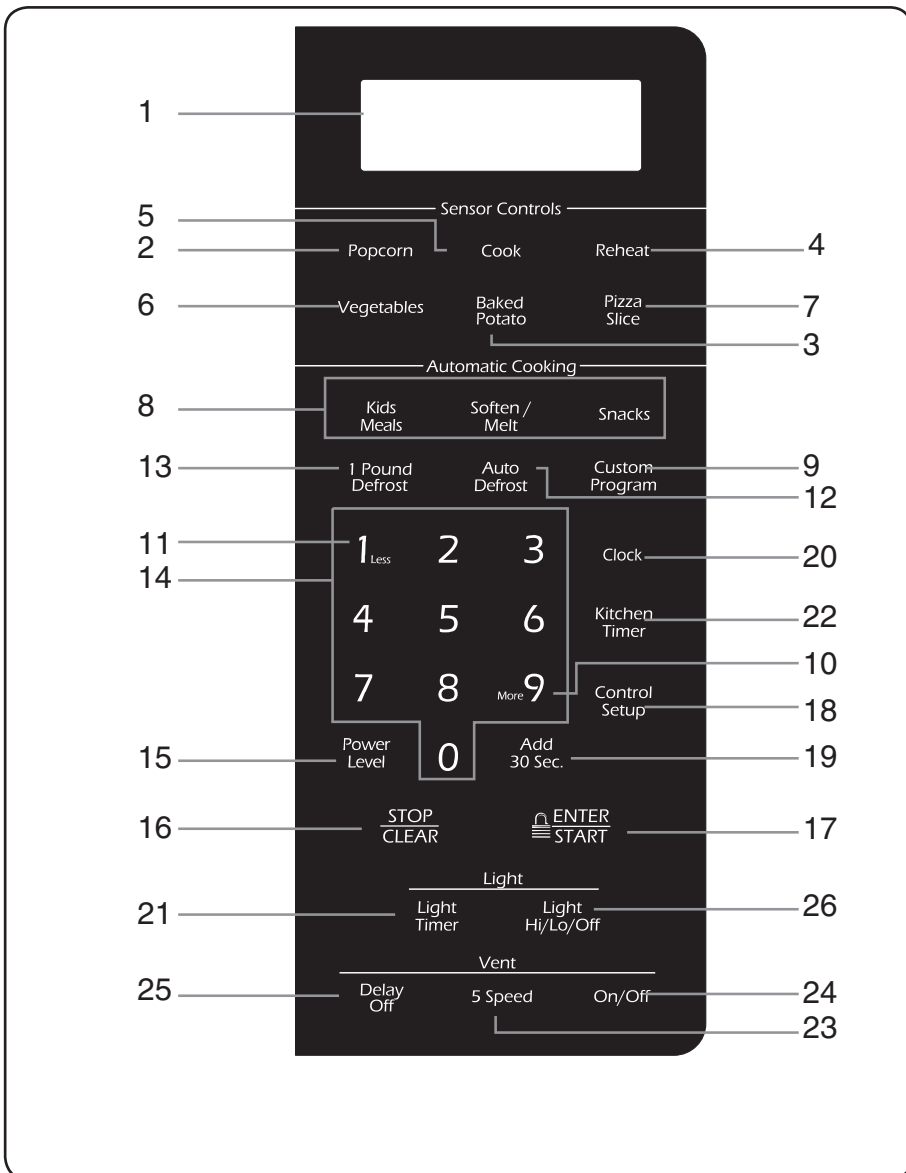 1
Sensor Controls
5
2 Popcorn Cook Reheat 4
6 Vegetables Baked Potato Pizza Slice 7
3
Automatic Cooking
8 Kids Meals Soften / Melt Snacks
13 1 Pound Defrost Auto Defrost Custom Program 9
12
11 1 Less 2 3 Clock 20
14
4 5 6 Kitchen Timer 22
10
7 8 More 9 Control Setup 18
15 Power Level 0 Add 30 Sec. 19
16 STOP CLEAR ENTER START 17
Light
21 Light Timer Light Hi/Lo/Off 26
Vent
25 Delay Off 5 Speed On/Off 24
23